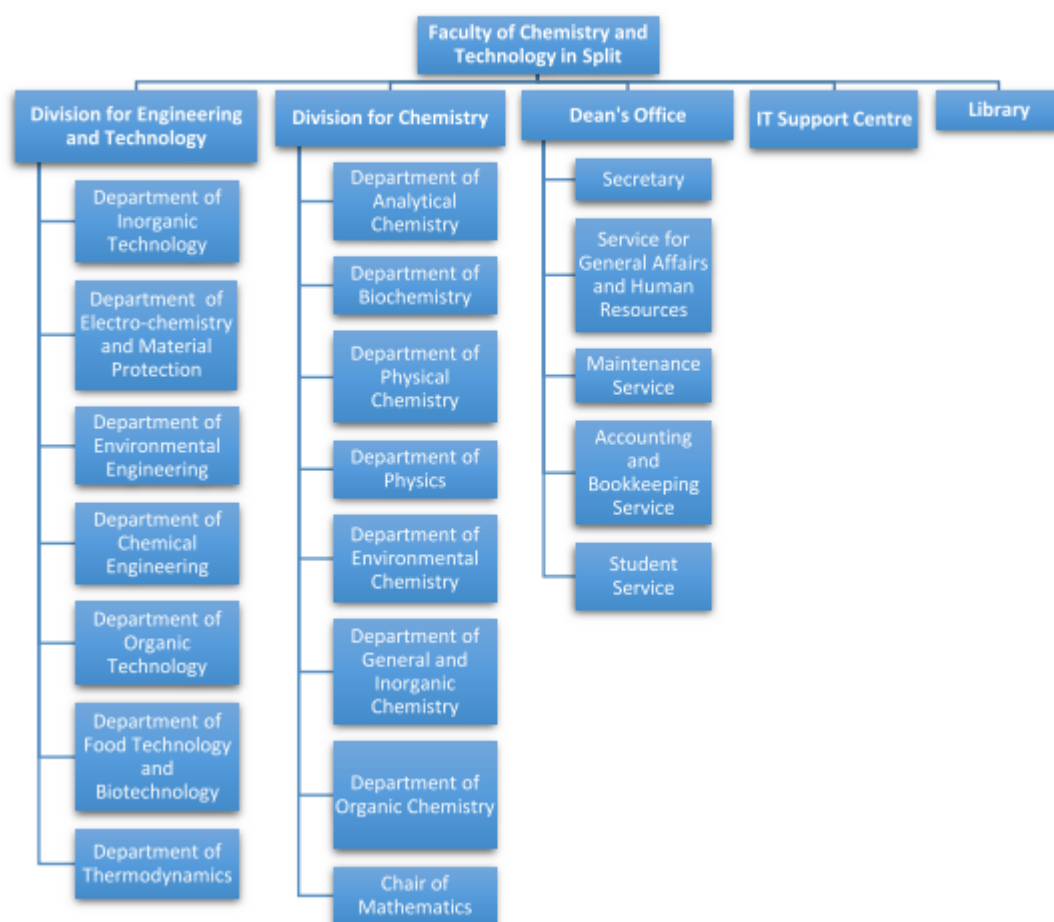 Faculty of Chemistry and
Technology in Split
Division for Engineering
and Technology
Department of
Inorganic
Technology
Department of
Electro-chemistry
and Material
Protection
Department of
Environmental
Engineering
Department of
Chemical
Engineering
Department of
Organic
Technology
Department of
Food Technology
and
Biotechnology
Department of
Thermodynamics
Division for Chemistry
Department of
Analytical
Chemistry
Department of
Biochemistry
Department of
Physical
Chemistry
Department of
Physics
Department of
Environmental
Chemistry
Department of
General and
Inorganic
Chemistry
Department of
Organic Chemistry
Chair of
Mathematics
Dean's Office
Secretary
Service for
General Affairs
and Human
Resources
Maintenance
Service
Accounting
and
Bookkeeping
Service
Student
Service
IT Support Centre
Library